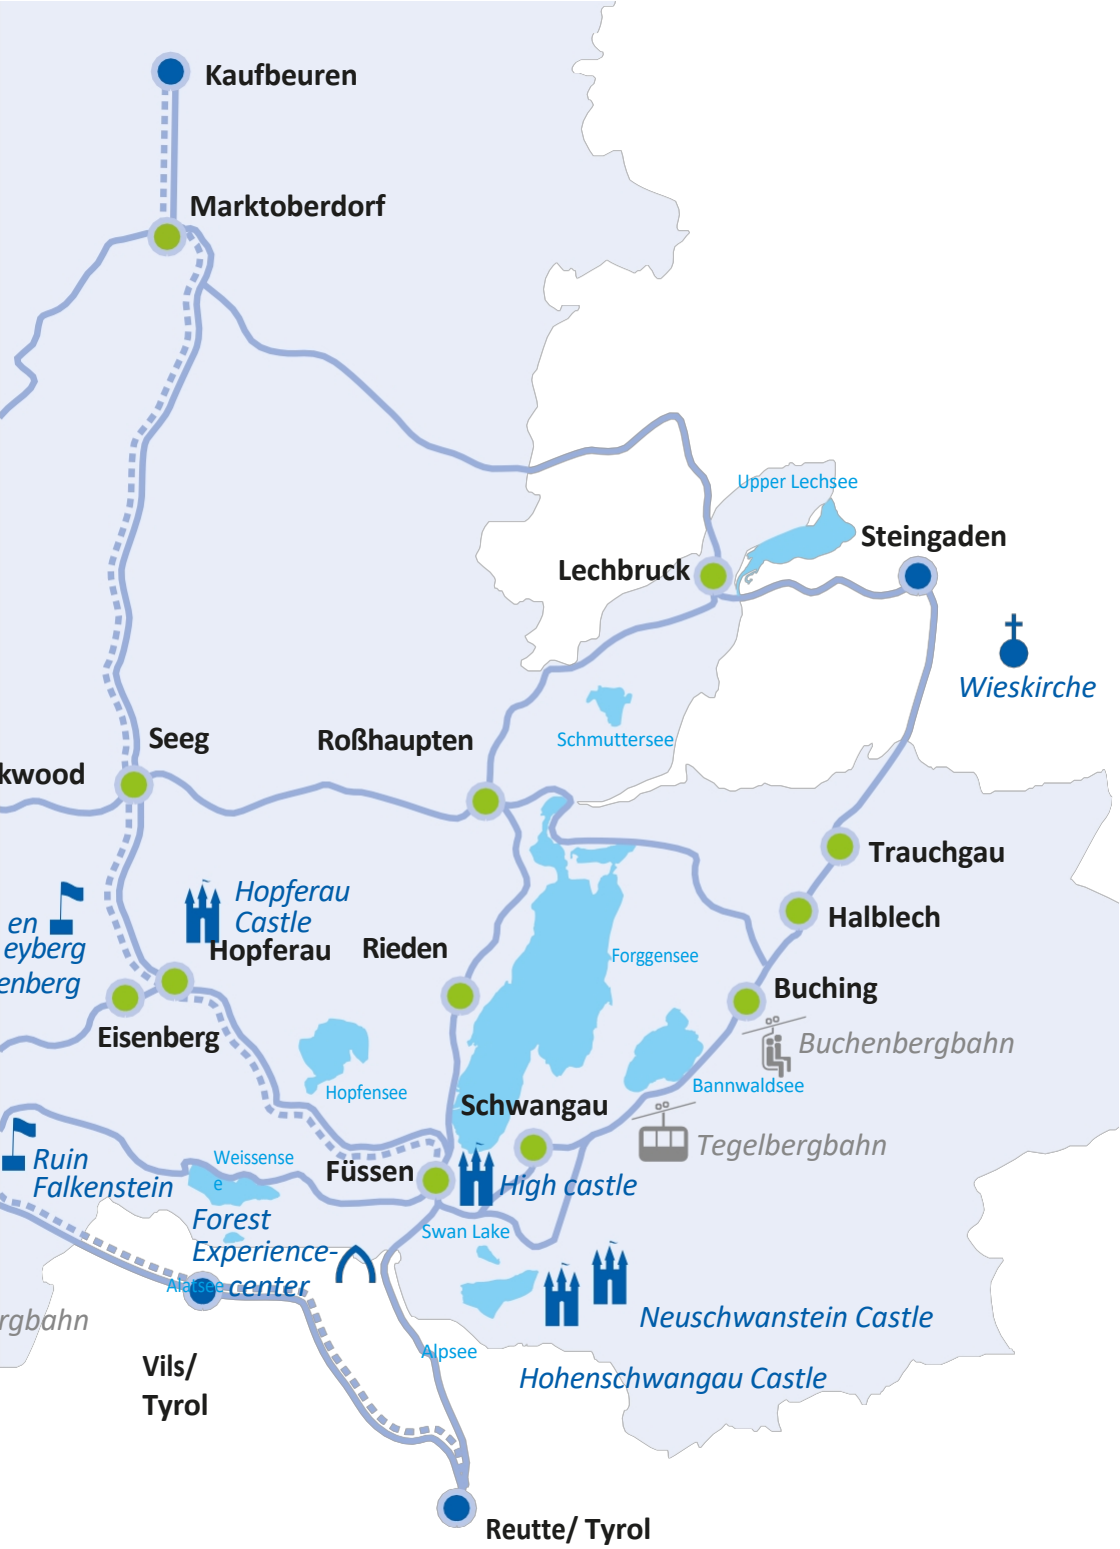 Kaufbeuren
Marktoberdorf
Upper Lechsee
Steingaden
Lechbruck
Wieskirche
Schmuttersee
Seeg
Roßhaupten
kwood
Trauchgau
Hopferau
Castle
Halblech
en
eyberg
enberg
Hopferau
Rieden
Forggensee
Buching
Eisenberg
Buchenbergbahn
Hopfensee
Bannwaldsee
Schwangau
Tegelbergbahn
Ruin
Falkenstein
Weissense
e
Füssen
High castle
Forest
Experience-
center
Swan Lake
Alatsee
rgbahn
Neuschwanstein Castle
Alpsee
Vils/
Tyrol
Hohenschwangau Castle
Reutte/ Tyrol